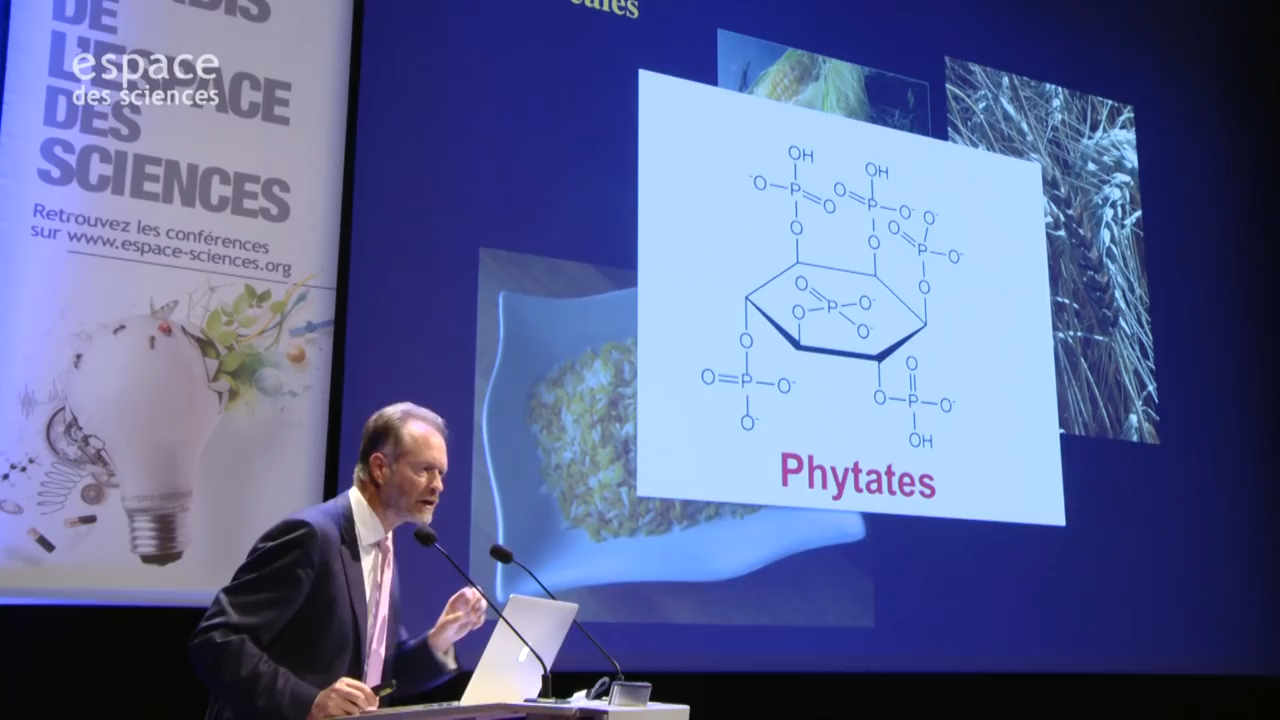 DE
L'ESPACE
DES
SCIENCES
Retrouvez les conférences
sur www.espace-sciences.org
espace
des sciences
OH
⁻O P O
O
OH
O P O⁻
O
O⁻
O P O⁻
O
O
O P O⁻
O⁻
O
O P O⁻
O⁻
O
O P O⁻
OH
Phytates